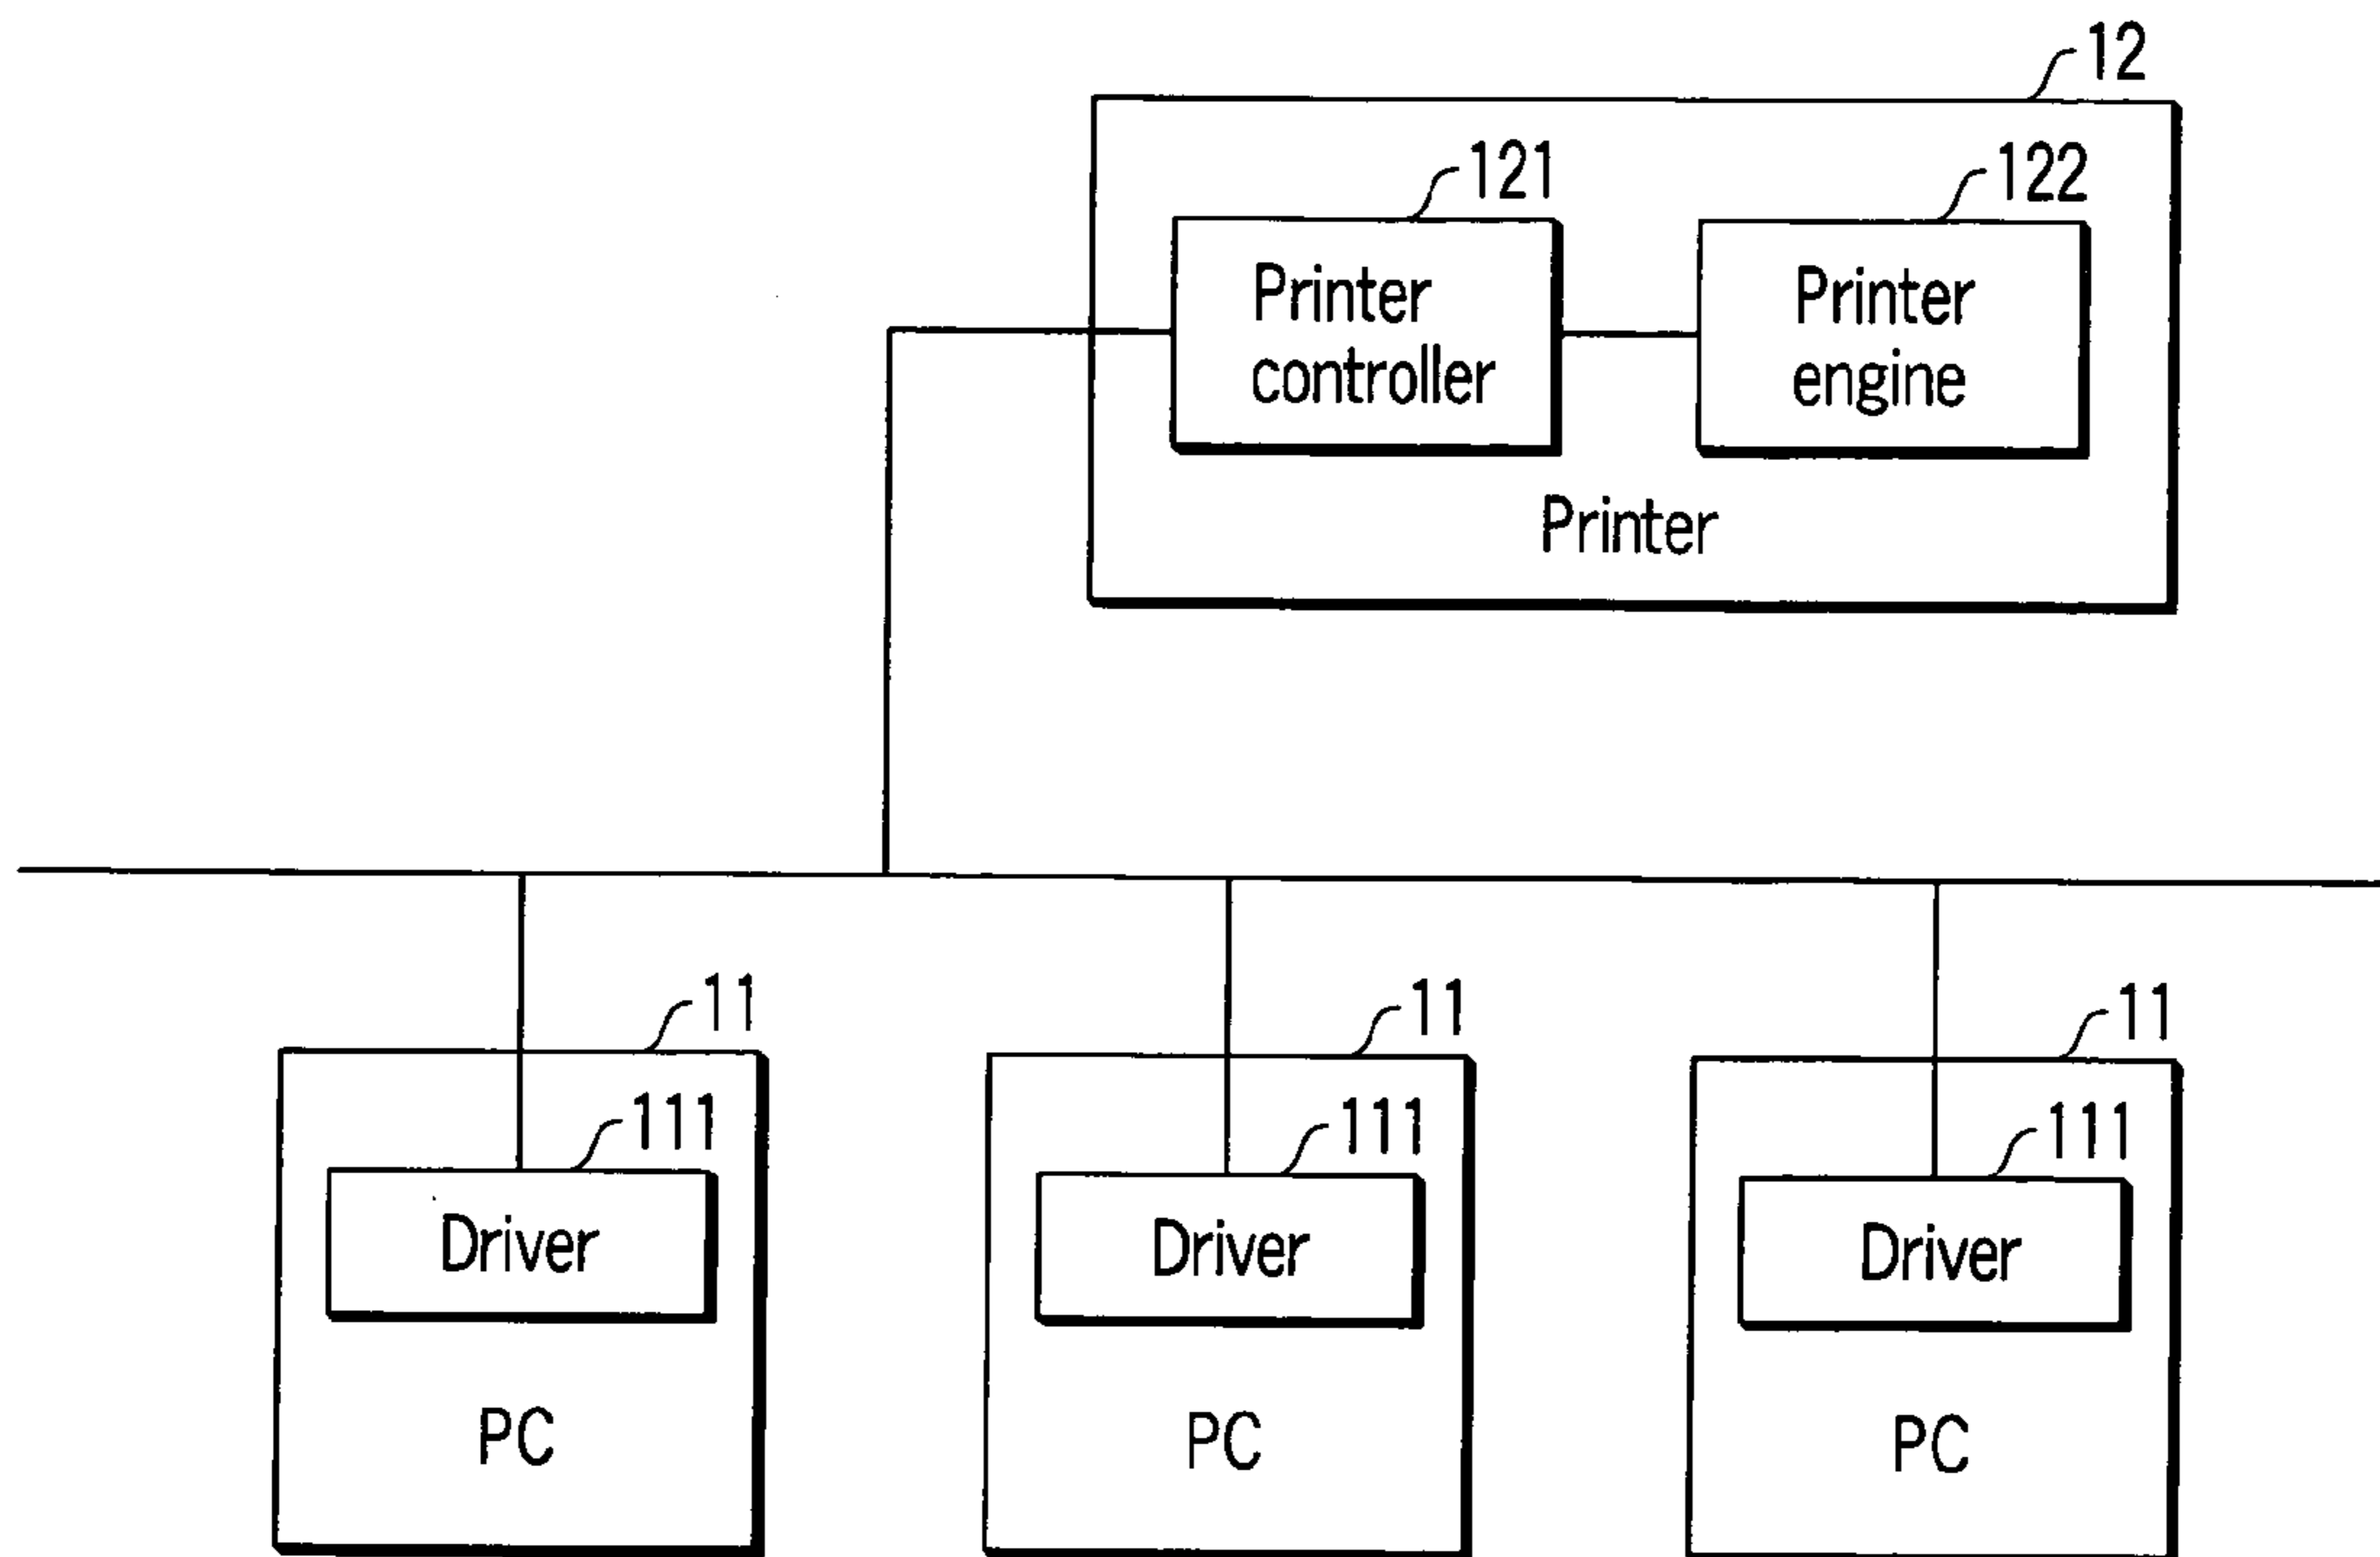 12
121
122
Printer
controller
Printer
engine
Printer
11
11
11
111
111
111
Driver
Driver
Driver
PC
PC
PC